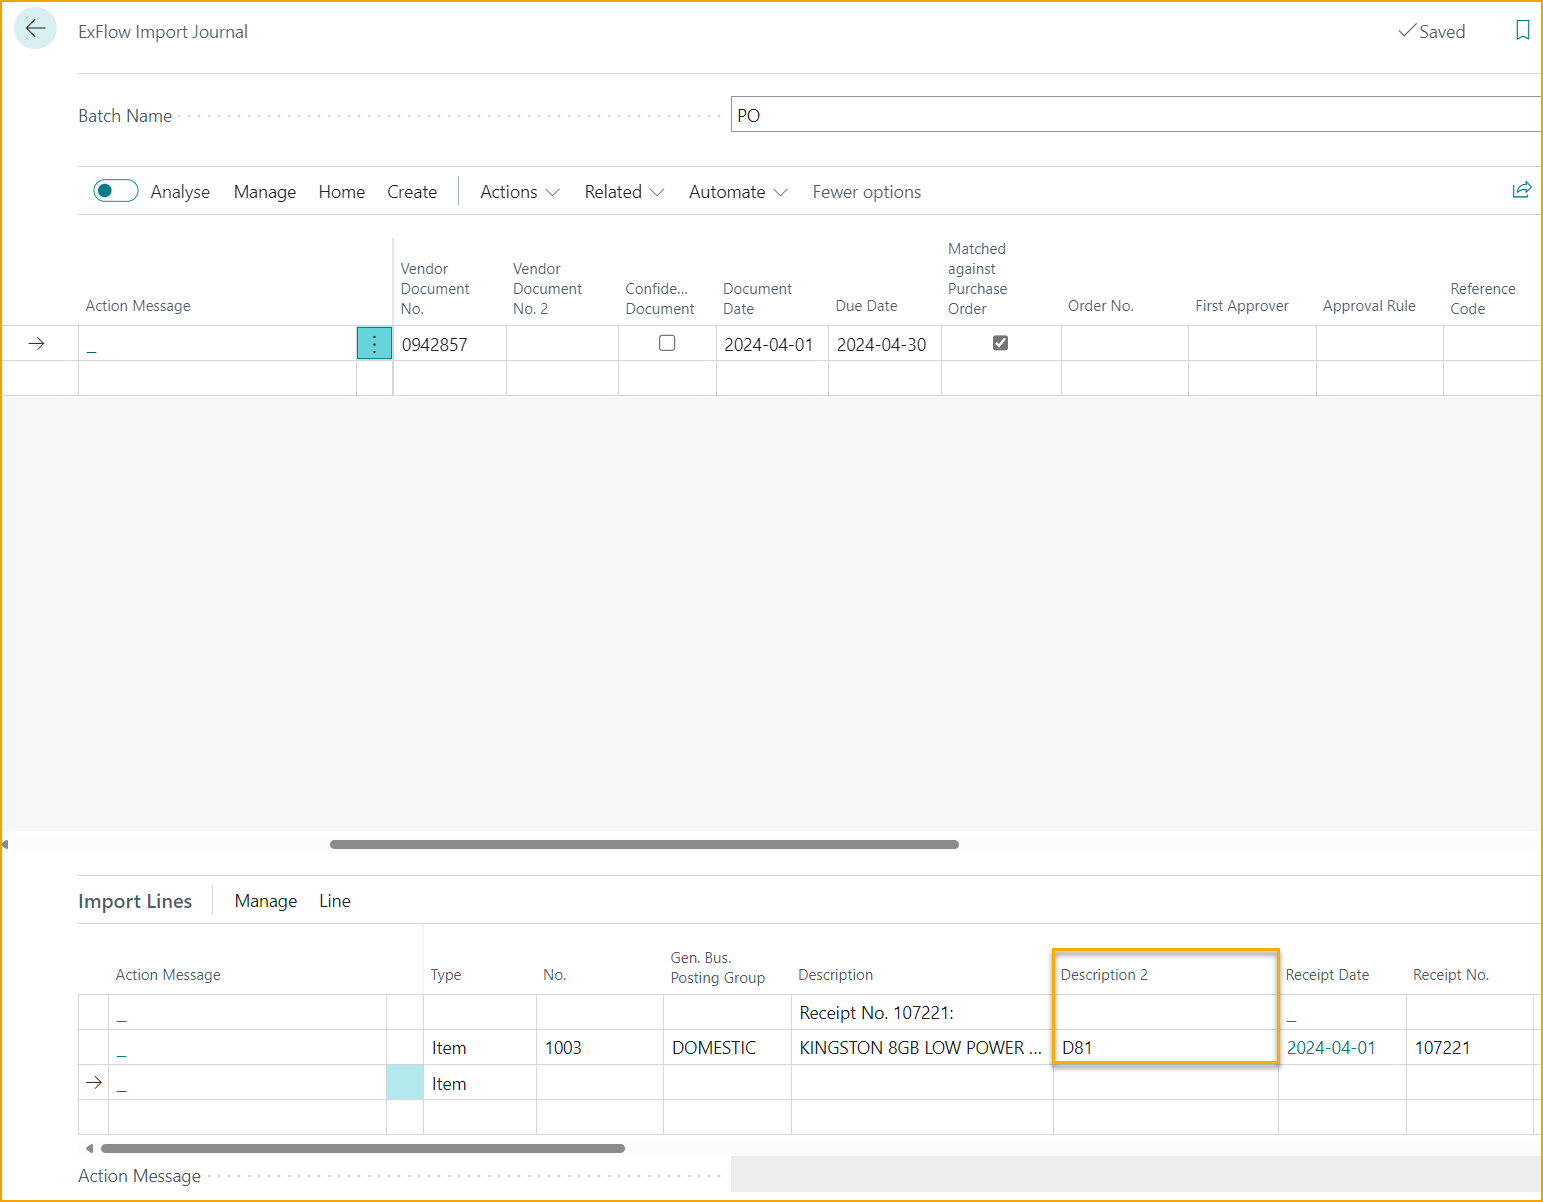 ExFlow Import Journal
Saved
Batch Name
PO
Analyse Manage Home Create Actions Related Automate Fewer options
Action Message
Vendor
Document
No.
Vendor
Document
No. 2
Confide...
Document
Document
Date
Due Date
Matched
against
Purchase
Order
Order No.
First Approver
Approval Rule
Reference
Code
_ 0942857 2024-04-01 2024-04-30
Import Lines Manage Line
Action Message
Type
No.
Gen. Bus.
Posting Group
Description
Description 2
Receipt Date
Receipt No.
_ Receipt No. 107221: _
_ Item 1003 DOMESTIC KINGSTON 8GB LOW POWER ... D81 2024-04-01 107221
_ Item
Action Message